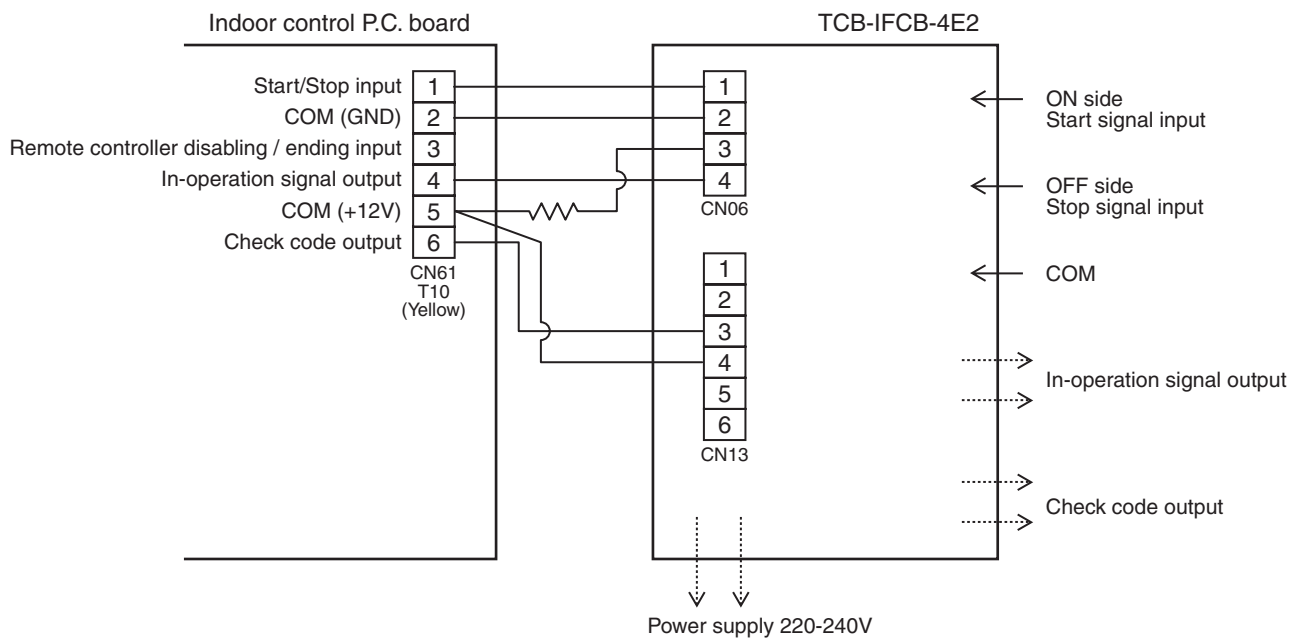 Indoor control P.C. board
TCB-IFCB-4E2
Start/Stop input 1
COM (GND) 2
Remote controller disabling / ending input 3
In-operation signal output 4
COM (+12V) 5
Check code output 6
CN61
T10
(Yellow)
1
2
3
4
CN06
1
2
3
4
5
6
CN13
ON side
Start signal input
OFF side
Stop signal input
COM
In-operation signal output
Check code output
Power supply 220-240V